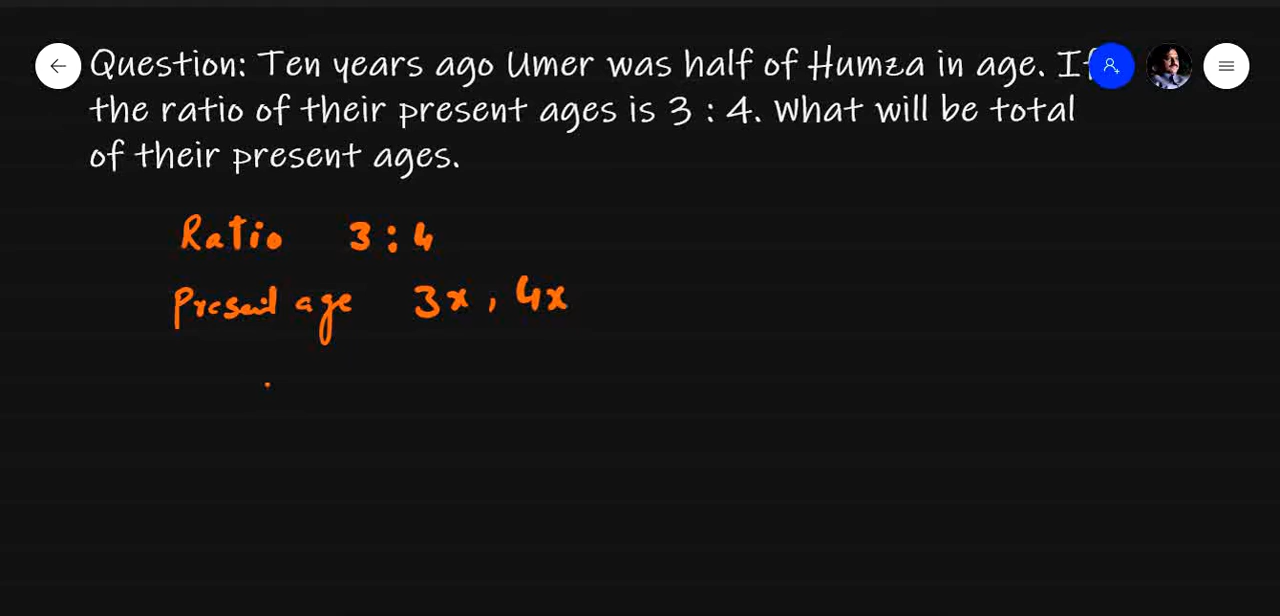 Question: Ten years ago Umer was half of Humza in age. If
the ratio of their present ages is 3 : 4. What will be total
of their present ages.
Ratio 3 : 4
Present age 3x , 4x